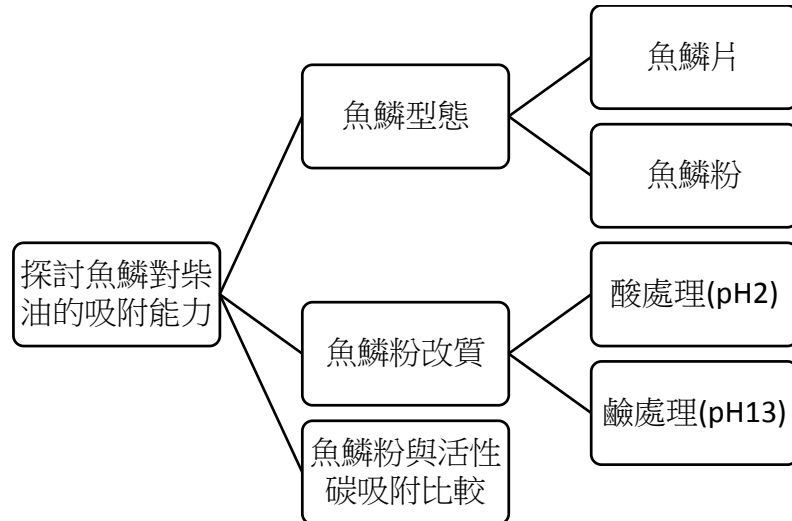 探討魚鱗對柴
油的吸附能力
魚鱗型態
魚鱗片
魚鱗粉
魚鱗粉改質
酸處理(pH2)
鹼處理(pH13)
魚鱗粉與活性
碳吸附比較